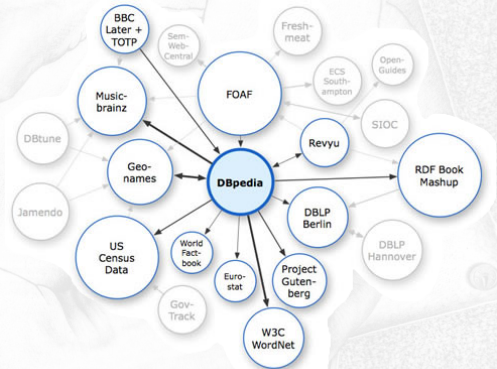 BBC
Later +
TOTP
Fresh-
meat
Sem-
Web-
Central
Open-
Guides
ECS
South-
ampton
FOAF
Music-
brainz
SIOC
DBtune
Revyu
Geo-
names
DBpedia
RDF Book
Mashup
Jamendo
DBLP
Berlin
US
Census
Data
World
Fact-
book
DBLP
Hannover
Euro-
stat
Project
Guten-
berg
Gov-
Track
W3C
WordNet